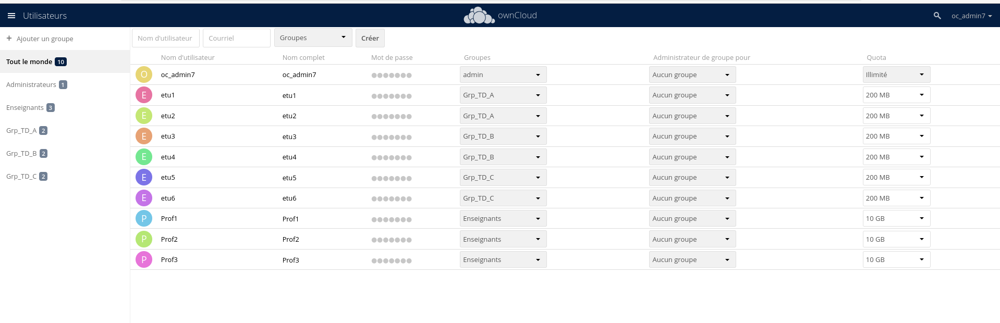 Utilisateurs ownCloud oc_admin7
+ Ajouter un groupe
Tout le monde 10
Administrateurs 1
Enseignants 3
Grp_TD_A 2
Grp_TD_B 2
Grp_TD_C 2
Nom d'utilisateur Courriel Groupes Créer
Nom d'utilisateur Nom complet Mot de passe Groupes Administrateur de groupe pour Quota
O oc_admin7 oc_admin7 ●●●●●●● admin Aucun groupe Illimité
E etu1 etu1 ●●●●●●● Grp_TD_A Aucun groupe 200 MB
E etu2 etu2 ●●●●●●● Grp_TD_A Aucun groupe 200 MB
E etu3 etu3 ●●●●●●● Grp_TD_B Aucun groupe 200 MB
E etu4 etu4 ●●●●●●● Grp_TD_B Aucun groupe 200 MB
E etu5 etu5 ●●●●●●● Grp_TD_C Aucun groupe 200 MB
E etu6 etu6 ●●●●●●● Grp_TD_C Aucun groupe 200 MB
P Prof1 Prof1 ●●●●●●● Enseignants Aucun groupe 10 GB
P Prof2 Prof2 ●●●●●●● Enseignants Aucun groupe 10 GB
P Prof3 Prof3 ●●●●●●● Enseignants Aucun groupe 10 GB